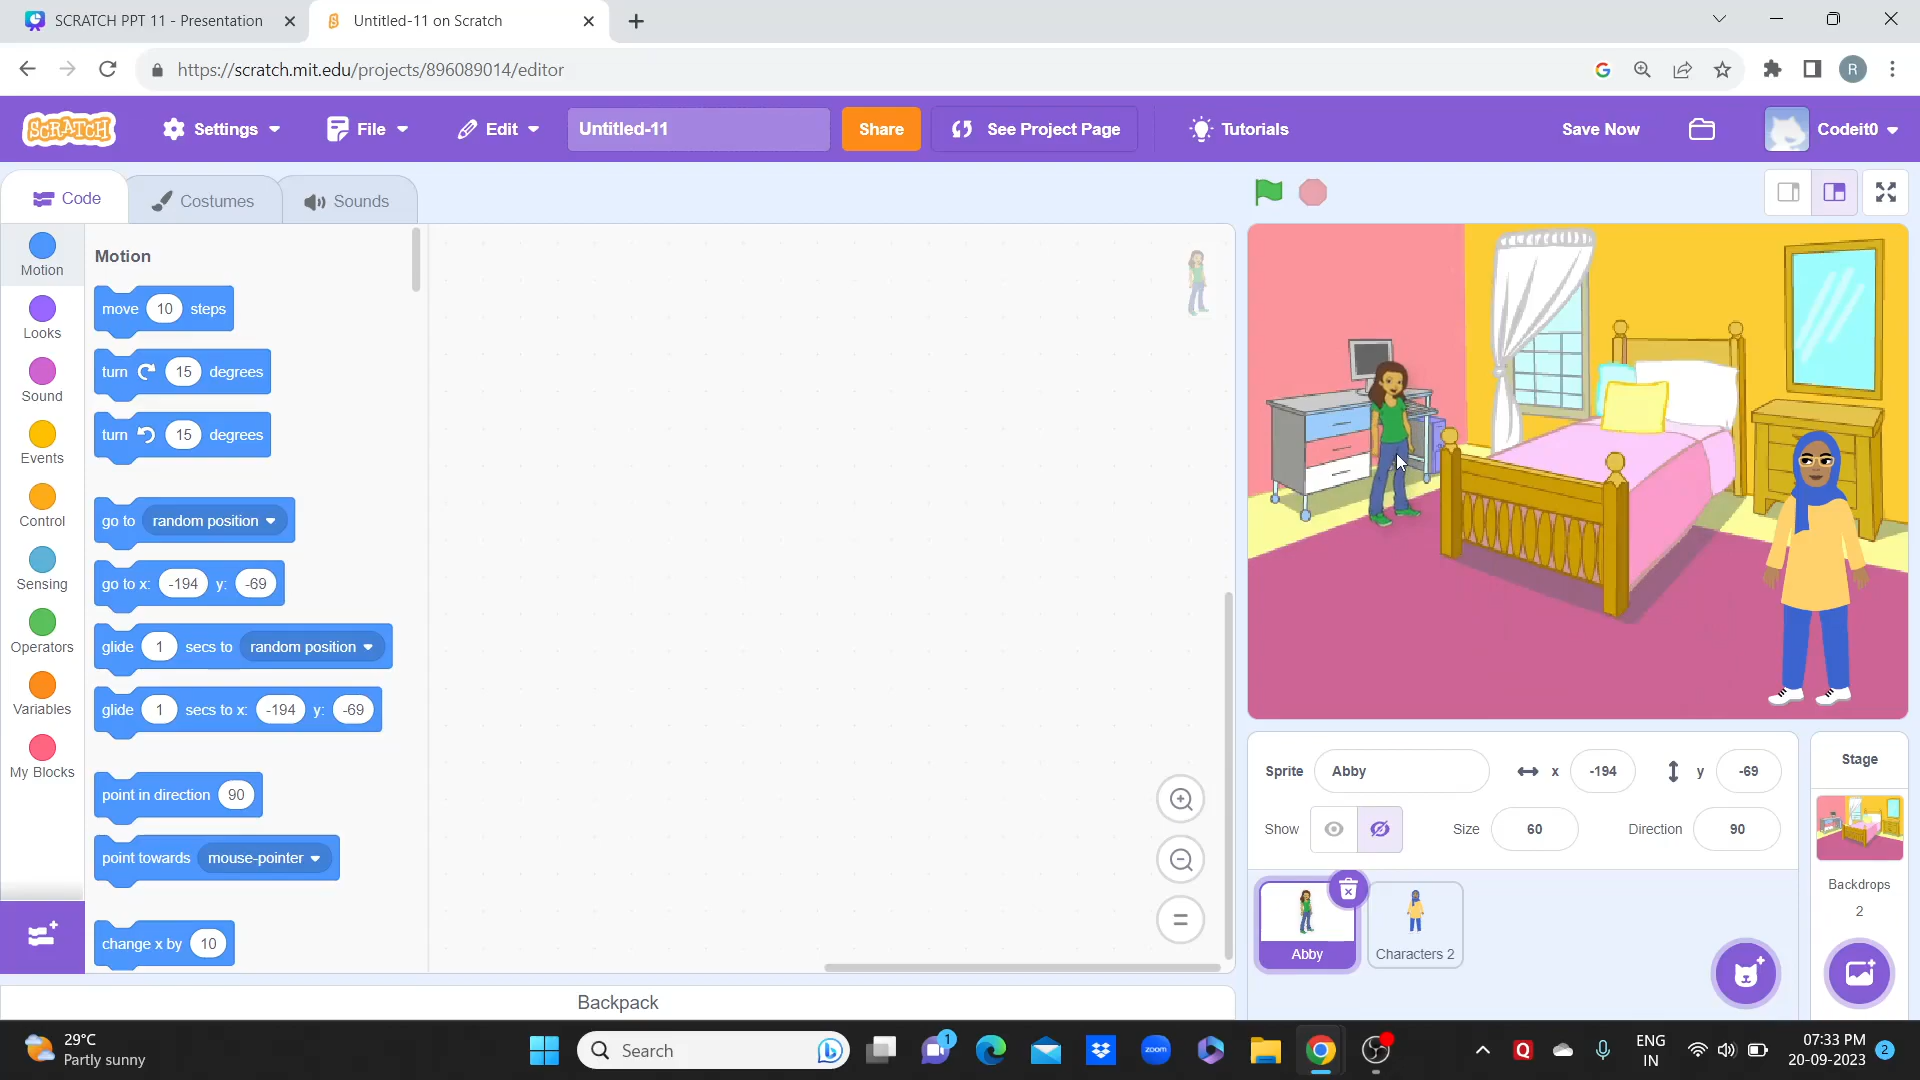 SCRATCH PPT 11 - Presentation
Untitled-11 on Scratch
https://scratch.mit.edu/projects/896089014/editor
R
SCRATCH
Settings
File
Edit
Untitled-11
Share
See Project Page
Tutorials
Save Now
Codeit0
Code
Costumes
Sounds
Motion
Looks
Sound
Events
Control
Sensing
Operators
Variables
My Blocks
Motion
move 10 steps
turn 15 degrees
turn 15 degrees
go to random position
go to x: -194 y: -69
glide 1 secs to random position
glide 1 secs to x: -194 y: -69
point in direction 90
point towards mouse-pointer
change x by 10
Sprite Abby x -194 y -69
Show Size 60 Direction 90
Abby
Characters 2
Stage
Backdrops
2
Backpack
29°C
Partly sunny
Search
1
zoom
Q
ENG
IN
07:33 PM
20-09-2023
2